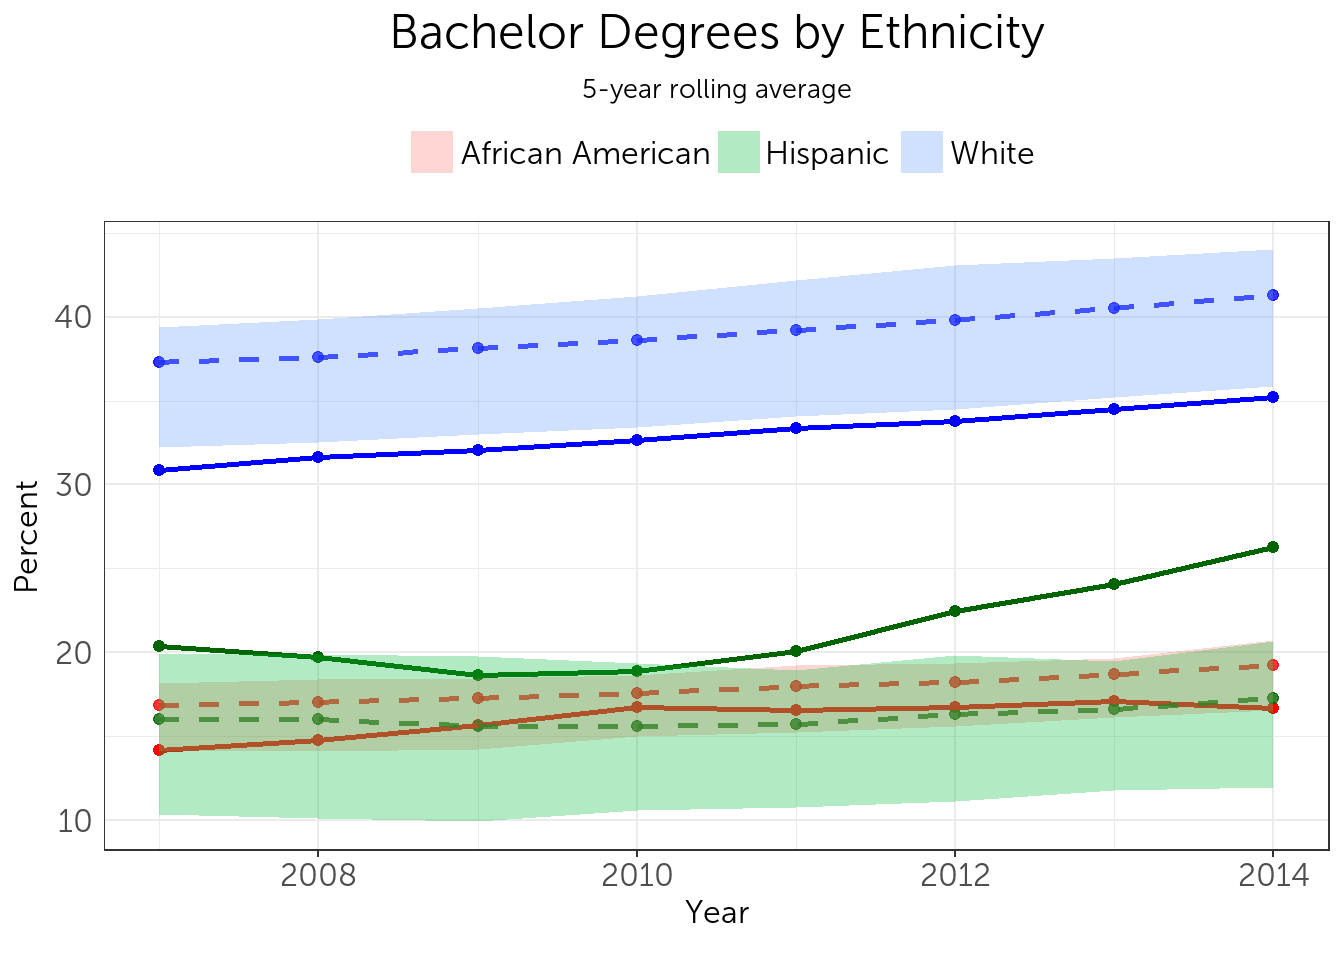 Bachelor Degrees by Ethnicity
5-year rolling average
African American Hispanic White
40
30
20
10
Percent
2008 2010 2012 2014
Year